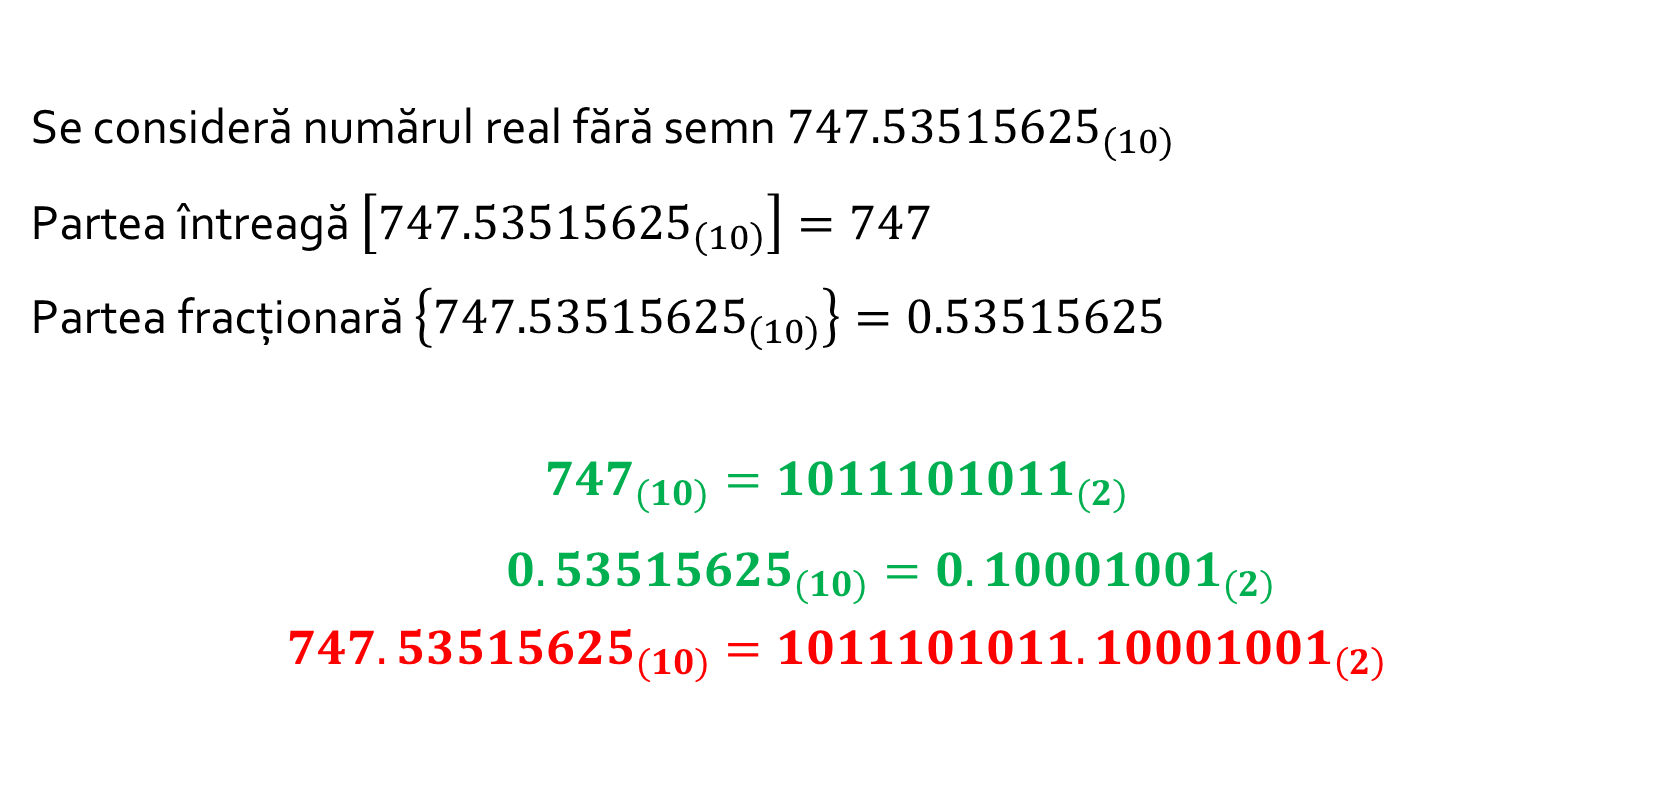 Se consideră numărul real fără semn 747.53515625(10)
Partea întreagă [747.53515625(10)] = 747
Partea fracționară {747.53515625(10)} = 0.53515625
747(10) = 1011101011(2)
0.53515625(10) = 0.10001001(2)
747.53515625(10) = 1011101011.10001001(2)